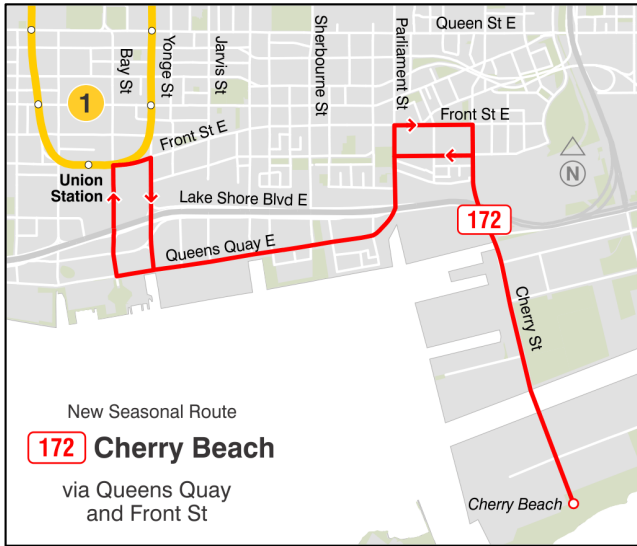 Queen St E
Bay St
Yonge St
Jarvis St
Sherbourne St
Parliament St
1
Front St E
Front St E
N
Union
Station
Lake Shore Blvd E
172
Queens Quay E
Cherry St
New Seasonal Route
172 Cherry Beach
via Queens Quay
and Front St
Cherry Beach